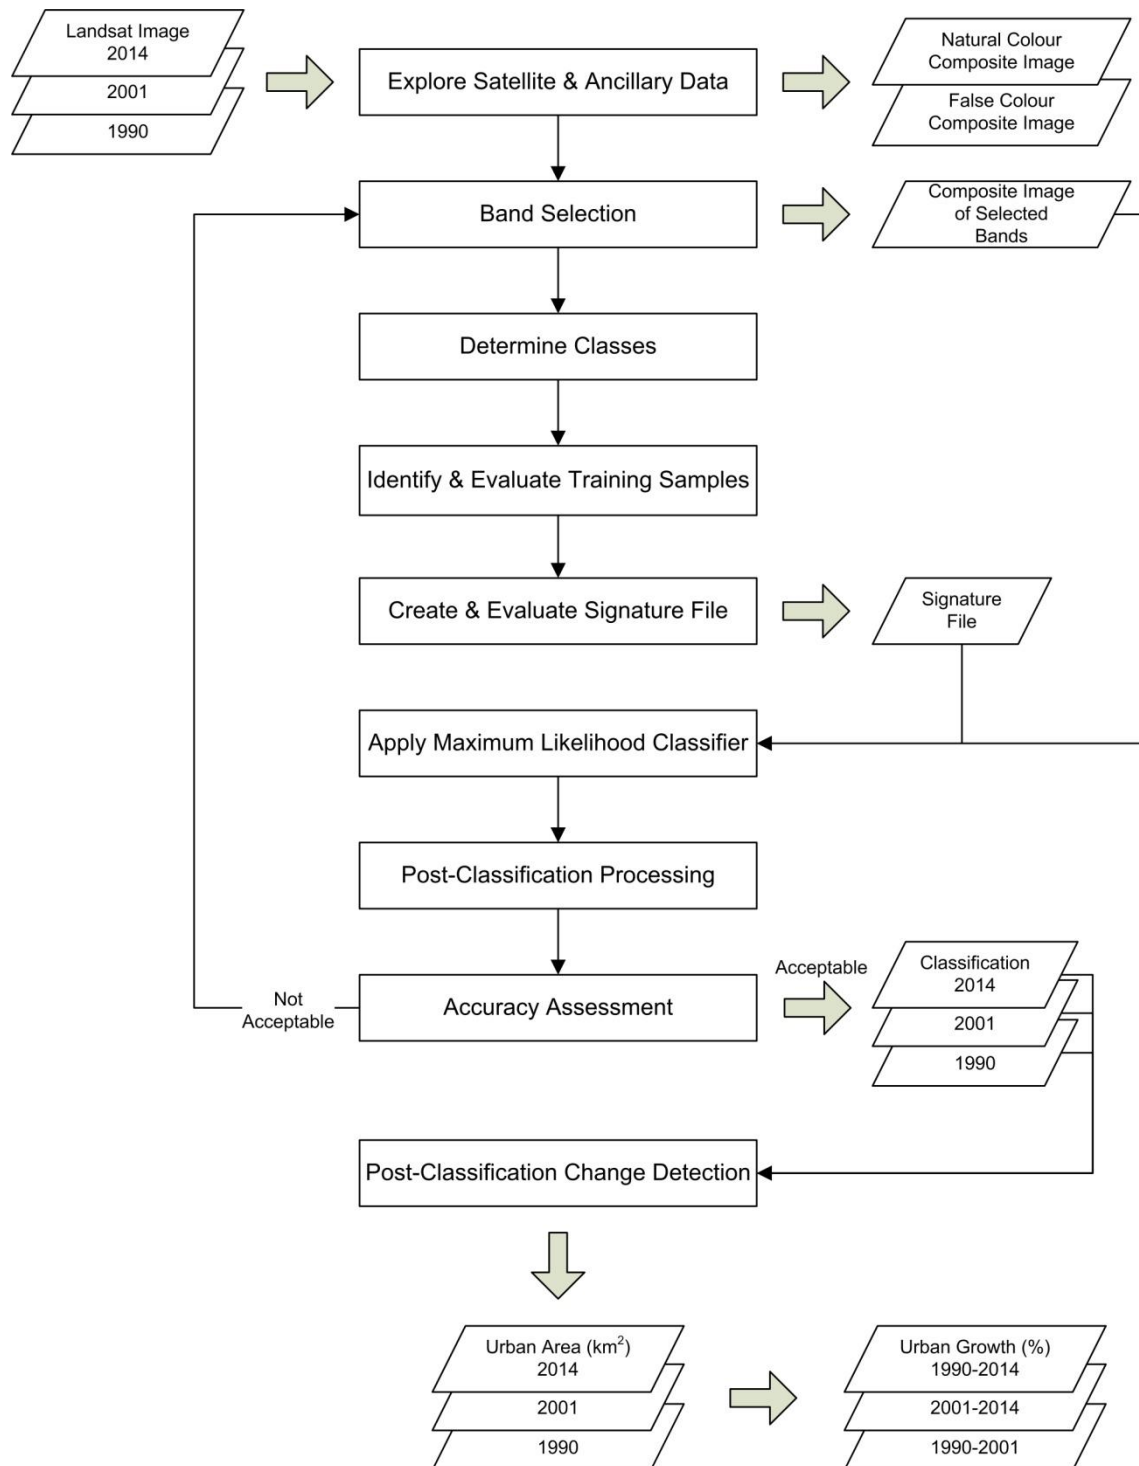 Landsat Image
2014
2001
1990
Explore Satellite & Ancillary Data
Natural Colour
Composite Image
False Colour
Composite Image
Band Selection
Composite Image
of Selected
Bands
Determine Classes
Identify & Evaluate Training Samples
Create & Evaluate Signature File
Signature
File
Apply Maximum Likelihood Classifier
Post-Classification Processing
Not
Acceptable
Accuracy Assessment
Acceptable
Classification
2014
2001
1990
Post-Classification Change Detection
Urban Area (km²)
2014
2001
1990
Urban Growth (%)
1990-2014
2001-2014
1990-2001